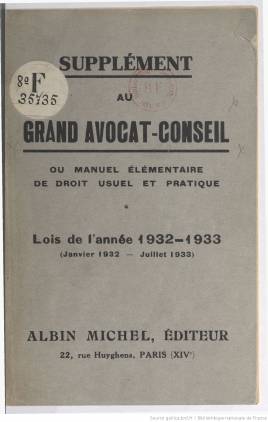 SUPPLÉMENT
8º F
35135
AU
GRAND AVOCAT-CONSEIL
OU MANUEL ÉLÉMENTAIRE
DE DROIT USUEL ET PRATIQUE
Lois de l'année 1932-1933
(Janvier 1932 — Juillet 1933)
ALBIN MICHEL, ÉDITEUR
22, rue Huyghens, PARIS (XIVe)
Source gallica.bnf.fr / Bibliothèque nationale de France